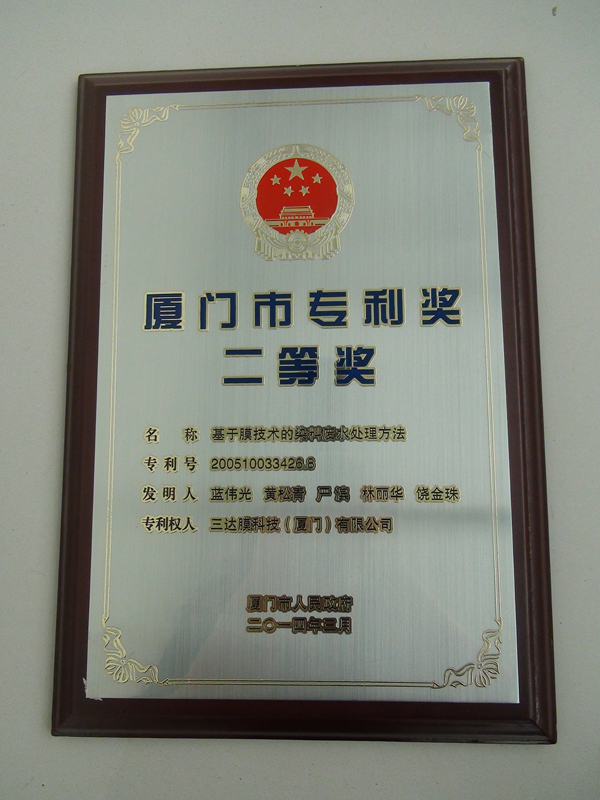 厦门市专利奖
二等奖
名 称 基于膜技术的废水处理方法
专 利 号 200510033426.
发 明 人 蓝伟光 黄松青 严滨 林丽华 饶金珠
专利权人 三达膜科技(厦门)有限公司
厦门市人民政府
二〇一四年三月